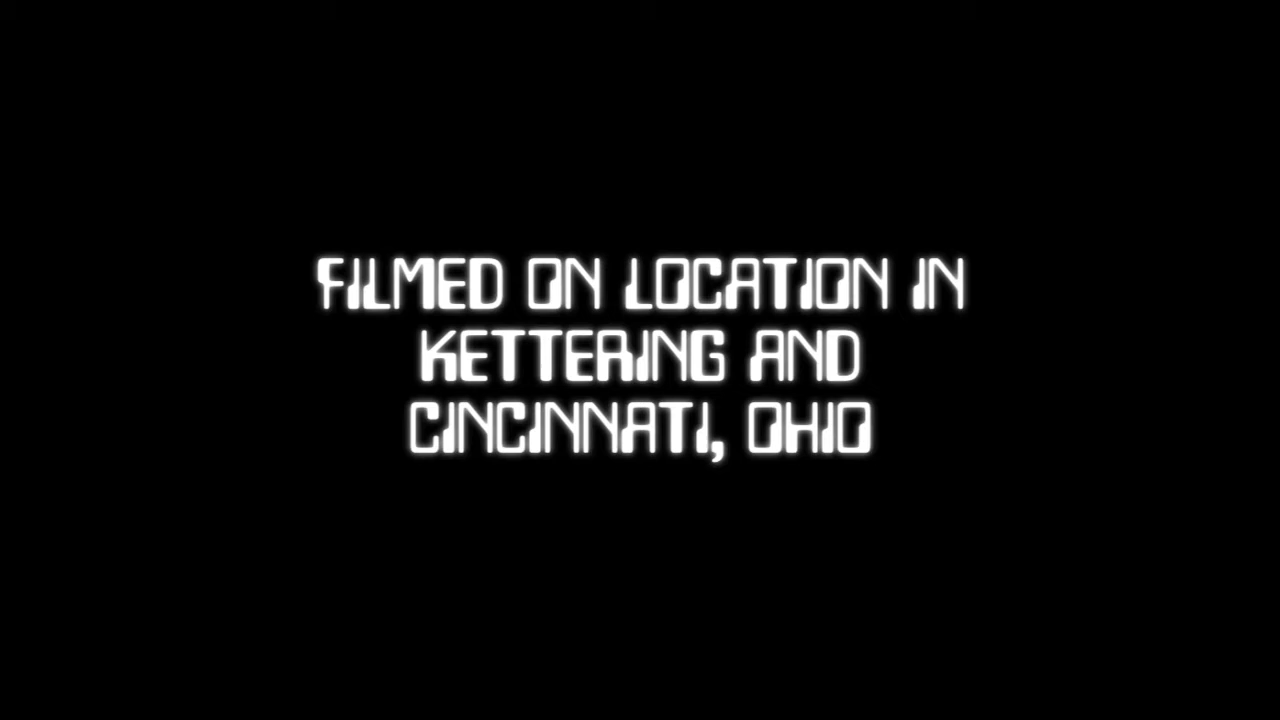 FILMED ON LOCATION IN
KETTERING AND
CINCINNATI, OHIO